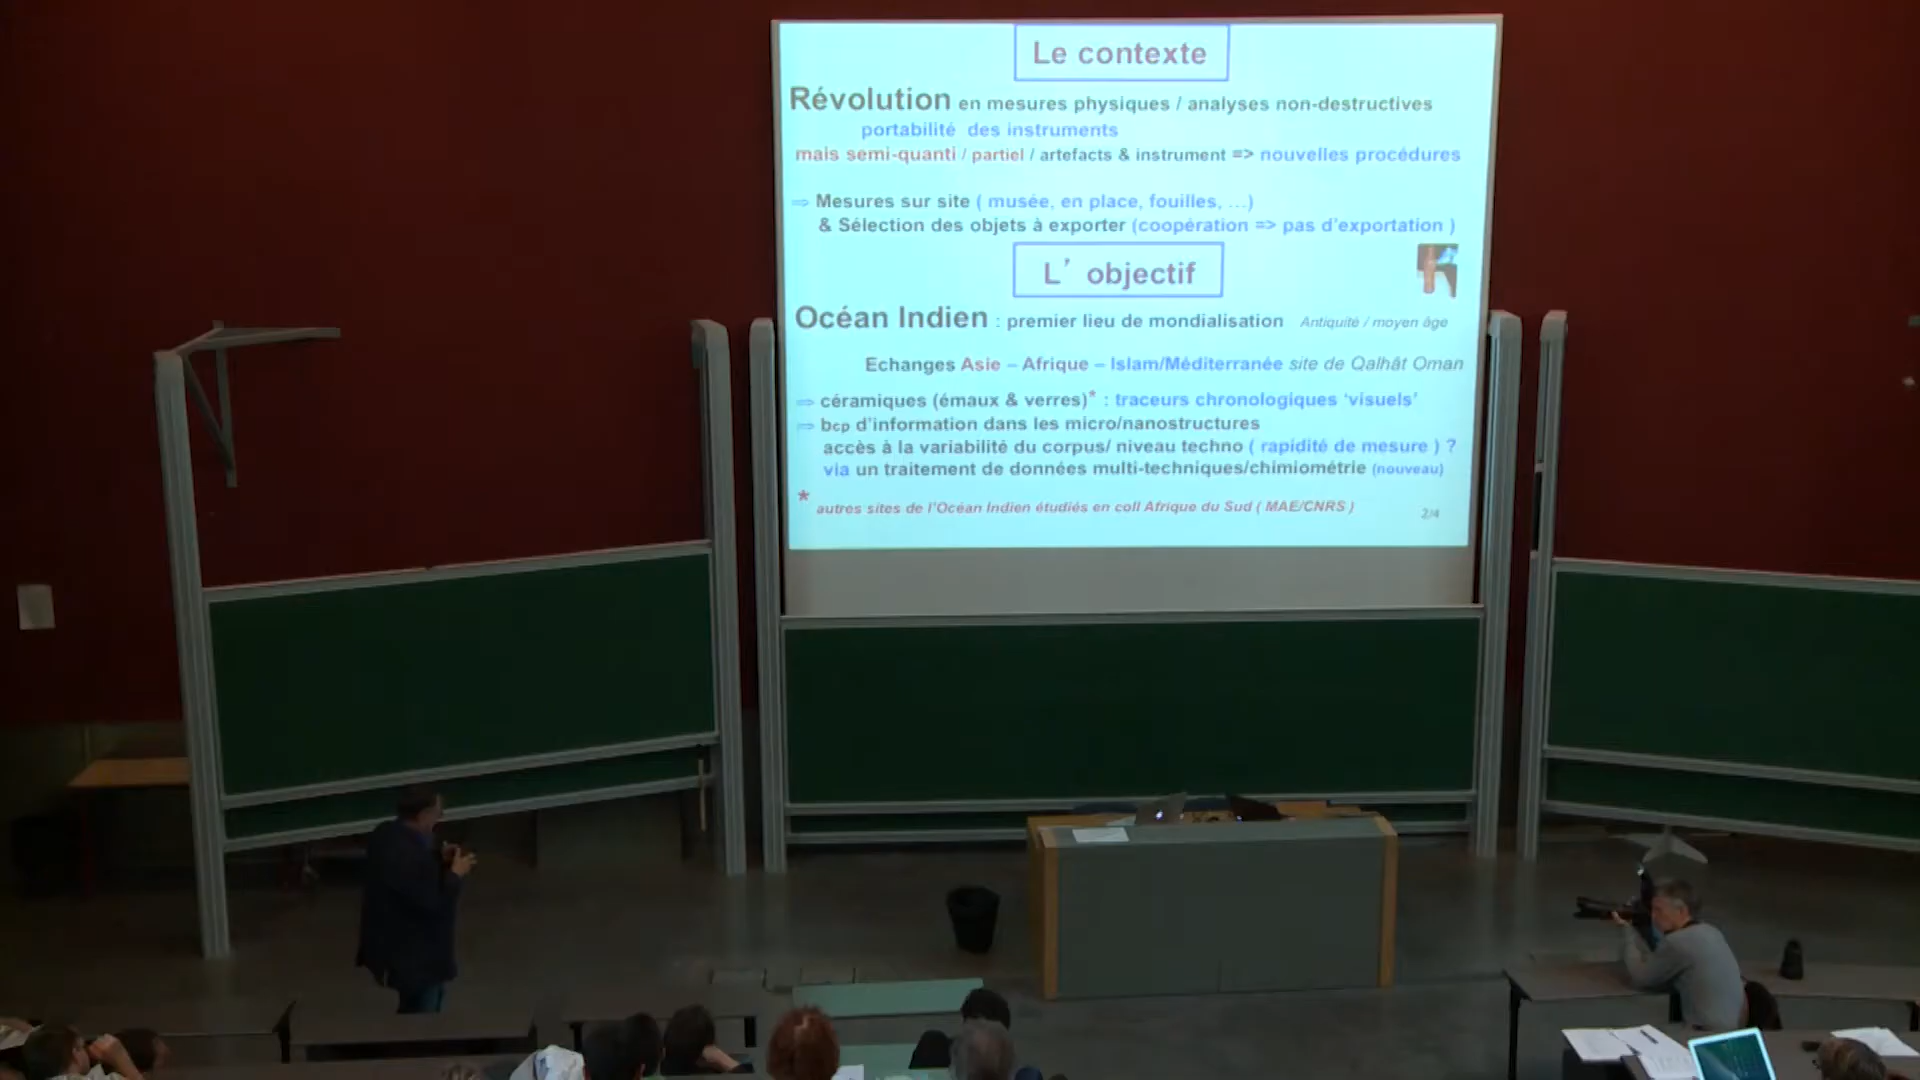 Le contexte
Révolution en mesures physiques / analyses non-destructives
portabilité des instruments
mais semi-quanti / partiel / artefacts & instrument => nouvelles procédures
⇒ Mesures sur site ( musée, en place, fouilles, …)
& Sélection des objets à exporter (coopération => pas d'exportation )
L' objectif
Océan Indien : premier lieu de mondialisation Antiquité / moyen âge
Echanges Asie – Afrique – Islam/Méditerranée site de Qalhât Oman
⇒ céramiques (émaux & verres)* : traceurs chronologiques 'visuels'
⇒ bcp d'information dans les micro/nanostructures
accès à la variabilité du corpus/ niveau techno ( rapidité de mesure ) ?
via un traitement de données multi-techniques/chimiométrie (nouveau)
* autres sites de l'Océan Indien étudiés en coll Afrique du Sud ( MAE/CNRS )
2/4